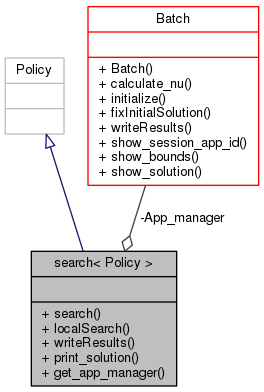 Batch
+ Batch()
+ calculate_nu()
+ initialize()
+ fixInitialSolution()
+ writeResults()
+ show_session_app_id()
+ show_bounds()
+ show_solution()
Policy
-App_manager
search< Policy >
+ search()
+ localSearch()
+ writeResults()
+ print_solution()
+ get_app_manager()